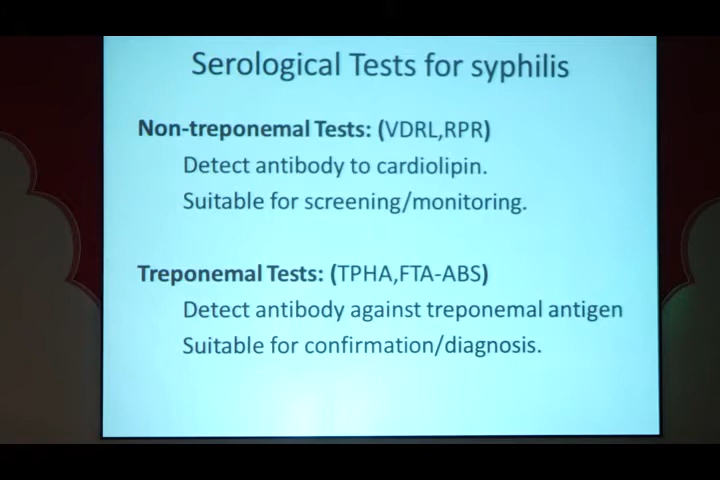 Serological Tests for syphilis
Non-treponemal Tests: (VDRL,RPR)
Detect antibody to cardiolipin.
Suitable for screening/monitoring.
Treponemal Tests: (TPHA,FTA-ABS)
Detect antibody against treponemal antigen
Suitable for confirmation/diagnosis.